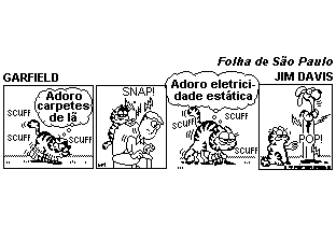 Folha de São Paulo
GARFIELD
JIM DAVIS
Adoro
carpetes
de lã
SCUFF
SCUFF
SCUFF
SNAP!
Adoro eletrici-
dade estática
SCUFF
SCUFF
SCUFF
POP!